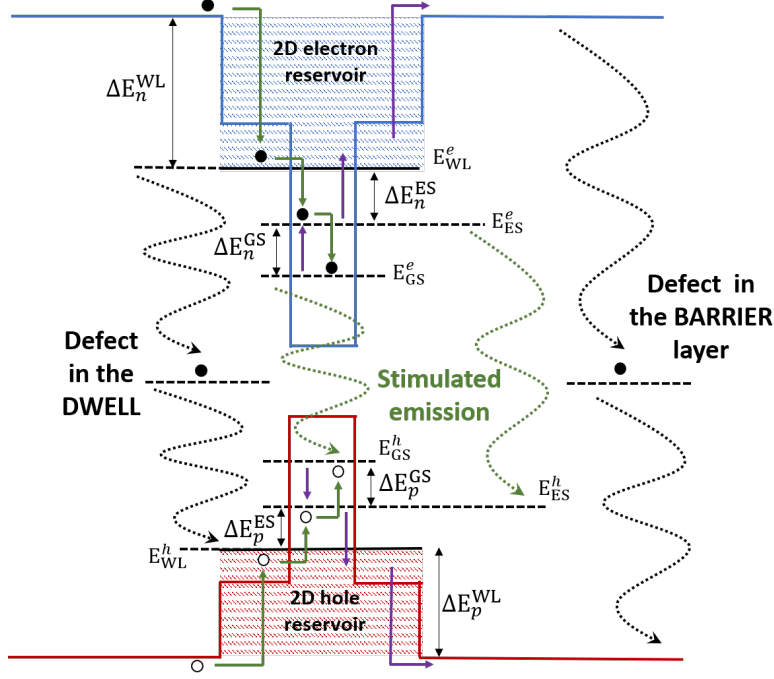 2D electron
reservoir
ΔE_n^WL
E_WL^e
ΔE_n^ES
E_ES^e
ΔE_n^GS
E_GS^e
Defect in
the BARRIER
layer
Defect
in the
DWELL
Stimulated
emission
E_GS^h
ΔE_p^GS
E_ES^h
ΔE_p^ES
E_WL^h
2D hole
reservoir
ΔE_p^WL